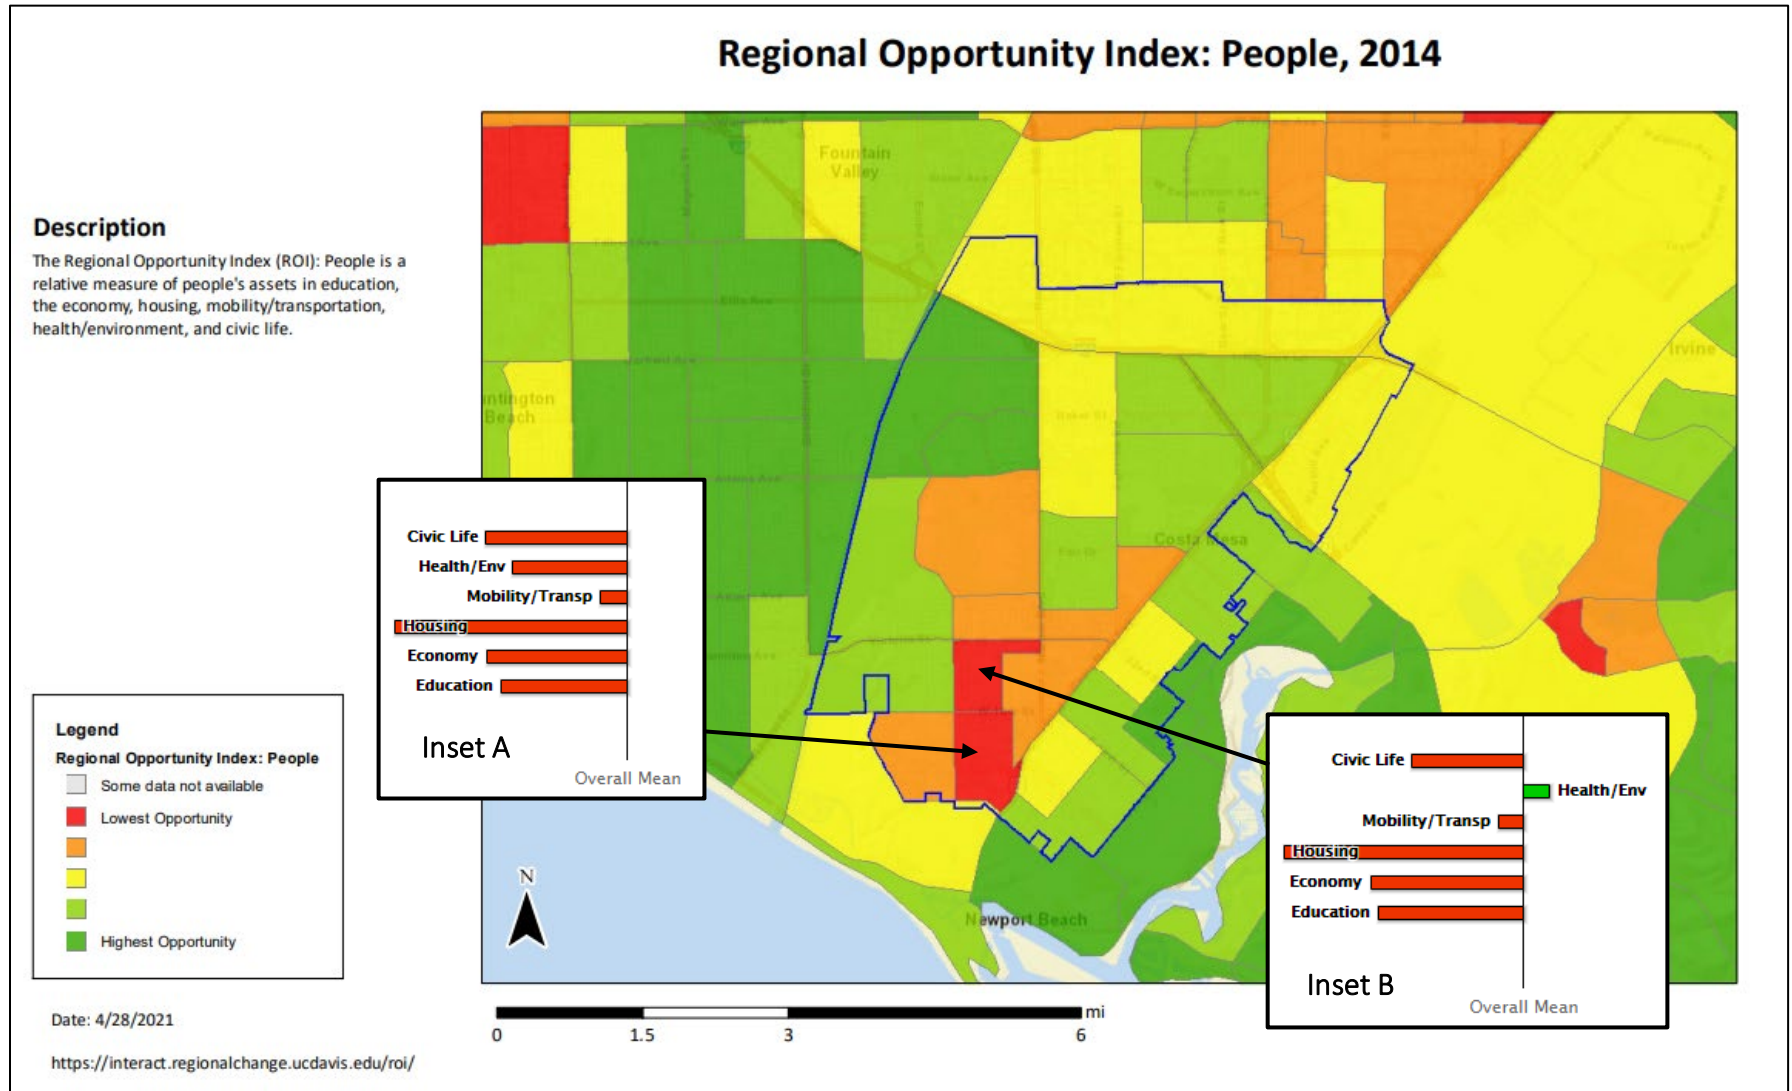 Regional Opportunity Index: People, 2014
Description
The Regional Opportunity Index (ROI): People is a
relative measure of people's assets in education,
the economy, housing, mobility/transportation,
health/environment, and civic life.
Fountain
Valley
Irvine
Beach
Costa Mesa
Newport Beach
Civic Life
Health/Env
Mobility/Transp
Housing
Economy
Education
Inset A
Overall Mean
Civic Life
Health/Env
Mobility/Transp
Housing
Economy
Education
Inset B
Overall Mean
Legend
Regional Opportunity Index: People
Some data not available
Lowest Opportunity
Highest Opportunity
N
0 1.5 3 6 mi
Date: 4/28/2021
https://interact.regionalchange.ucdavis.edu/roi/